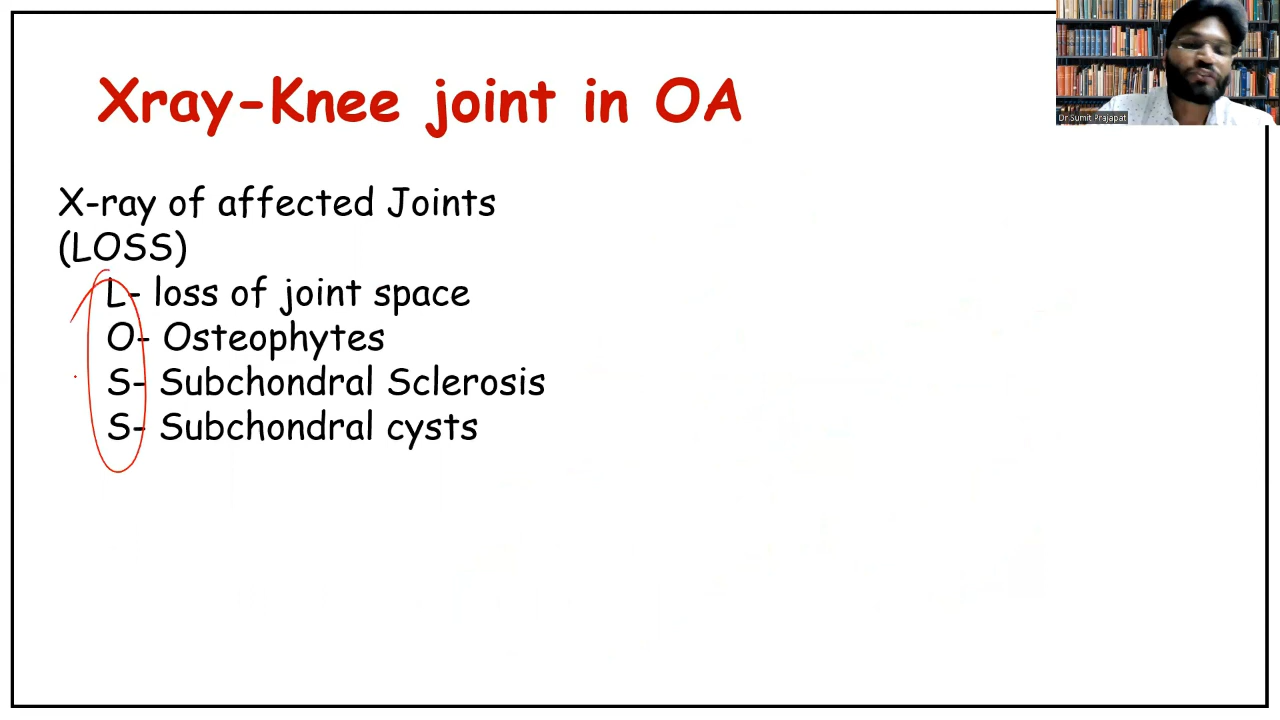 Xray-Knee joint in OA
Dr.Sumit Prajapat
X-ray of affected Joints
(LOSS)
L- loss of joint space
O- Osteophytes
S- Subchondral Sclerosis
S- Subchondral cysts